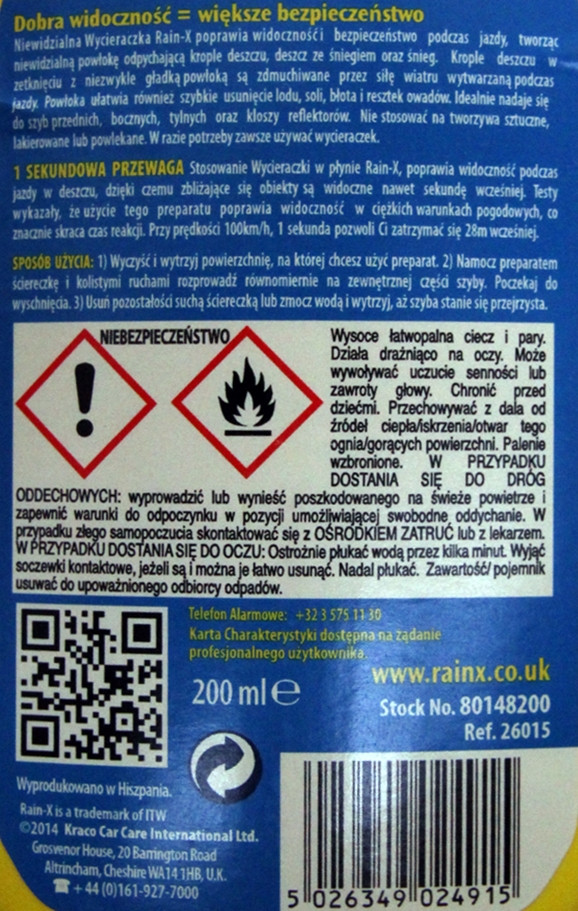 Dobra widoczność = większe bezpieczeństwo
Niewidzialna Wycieraczka Rain-X poprawia widoczność i bezpieczeństwo podczas jazdy, tworząc
niewidzialną powłokę odpychającą krople deszczu, deszcz ze śniegiem oraz śnieg. Krople deszczu w
zetknięciu z niezwykle gładką powłoką są zdmuchiwane przez siłę wiatru wytwarzaną podczas
jazdy. Powłoka ułatwia również szybkie usunięcie lodu, soli, błota i resztek owadów. Idealnie nadaje się
do szyb przednich, bocznych, tylnych oraz kloszy reflektorów. Nie stosować na tworzywa sztuczne,
lakierowane lub powlekane. W razie potrzeby zawsze używać wycieraczek.
1 SEKUNDOWA PRZEWAGA Stosowanie Wycieraczki w płynie Rain-X, poprawia widoczność podczas
jazdy w deszczu, dzięki czemu zbliżające się obiekty są widoczne nawet sekundę wcześniej. Testy
wykazały, że użycie tego preparatu poprawia widoczność w ciężkich warunkach pogodowych, co
znacznie skraca czas reakcji. Przy prędkości 100km/h, 1 sekunda pozwoli Ci zatrzymać się 28m wcześniej.
SPOSÓB UŻYCIA: 1) Wyczyść i wytrzyj powierzchnię, na której chcesz użyć preparat. 2) Namocz preparatem
ściereczkę i kolistymi ruchami rozprowadź równomiernie na zewnętrznej części szyby. Poczekaj do
wyschnięcia. 3) Usuń pozostałości suchą ściereczką lub zmocz wodą i wytrzyj, aż szyba stanie się przejrzysta.
NIEBEZPIECZEŃSTWO
Wysoce łatwopalna ciecz i pary.
Działa drażniąco na oczy. Może
wywoływać uczucie senności lub
zawroty głowy. Chronić przed
dziećmi. Przechowywać z dala od
źródeł ciepła/iskrzenia/otwar tego
ognia/gorących powierzchni. Palenie
wzbronione. W PRZYPADKU
DOSTANIA SIĘ DO DRÓG
ODDECHOWYCH: wyprowadzić lub wynieść poszkodowanego na świeże powietrze i
zapewnić warunki do odpoczynku w pozycji umożliwiającej swobodne oddychanie. W
przypadku złego samopoczucia skontaktować się z OŚRODKIEM ZATRUĆ lub z lekarzem.
W PRZYPADKU DOSTANIA SIĘ DO OCZU: Ostrożnie płukać wodą przez kilka minut. Wyjąć
soczewki kontaktowe, jeżeli są i można je łatwo usunąć. Nadal płukać. Zawartość/ pojemnik
usuwać do upoważnionego odbiorcy odpadów.
Telefon Alarmowe: +32 3 575 11 30
Karta Charakterystyki dostępna na żądanie
profesjonalnego użytkownika.
www.rainx.co.uk
200 ml e
Stock No. 80148200
Ref. 26015
Wyprodukowano w Hiszpania.
Rain-X is a trademark of ITW
©2014 Kraco Car Care International Ltd.
Grosvenor House, 20 Barrington Road
Altrincham, Cheshire WA14 1HB, U.K.
☎ + 44 (0)161-927-7000
5 026349 024915